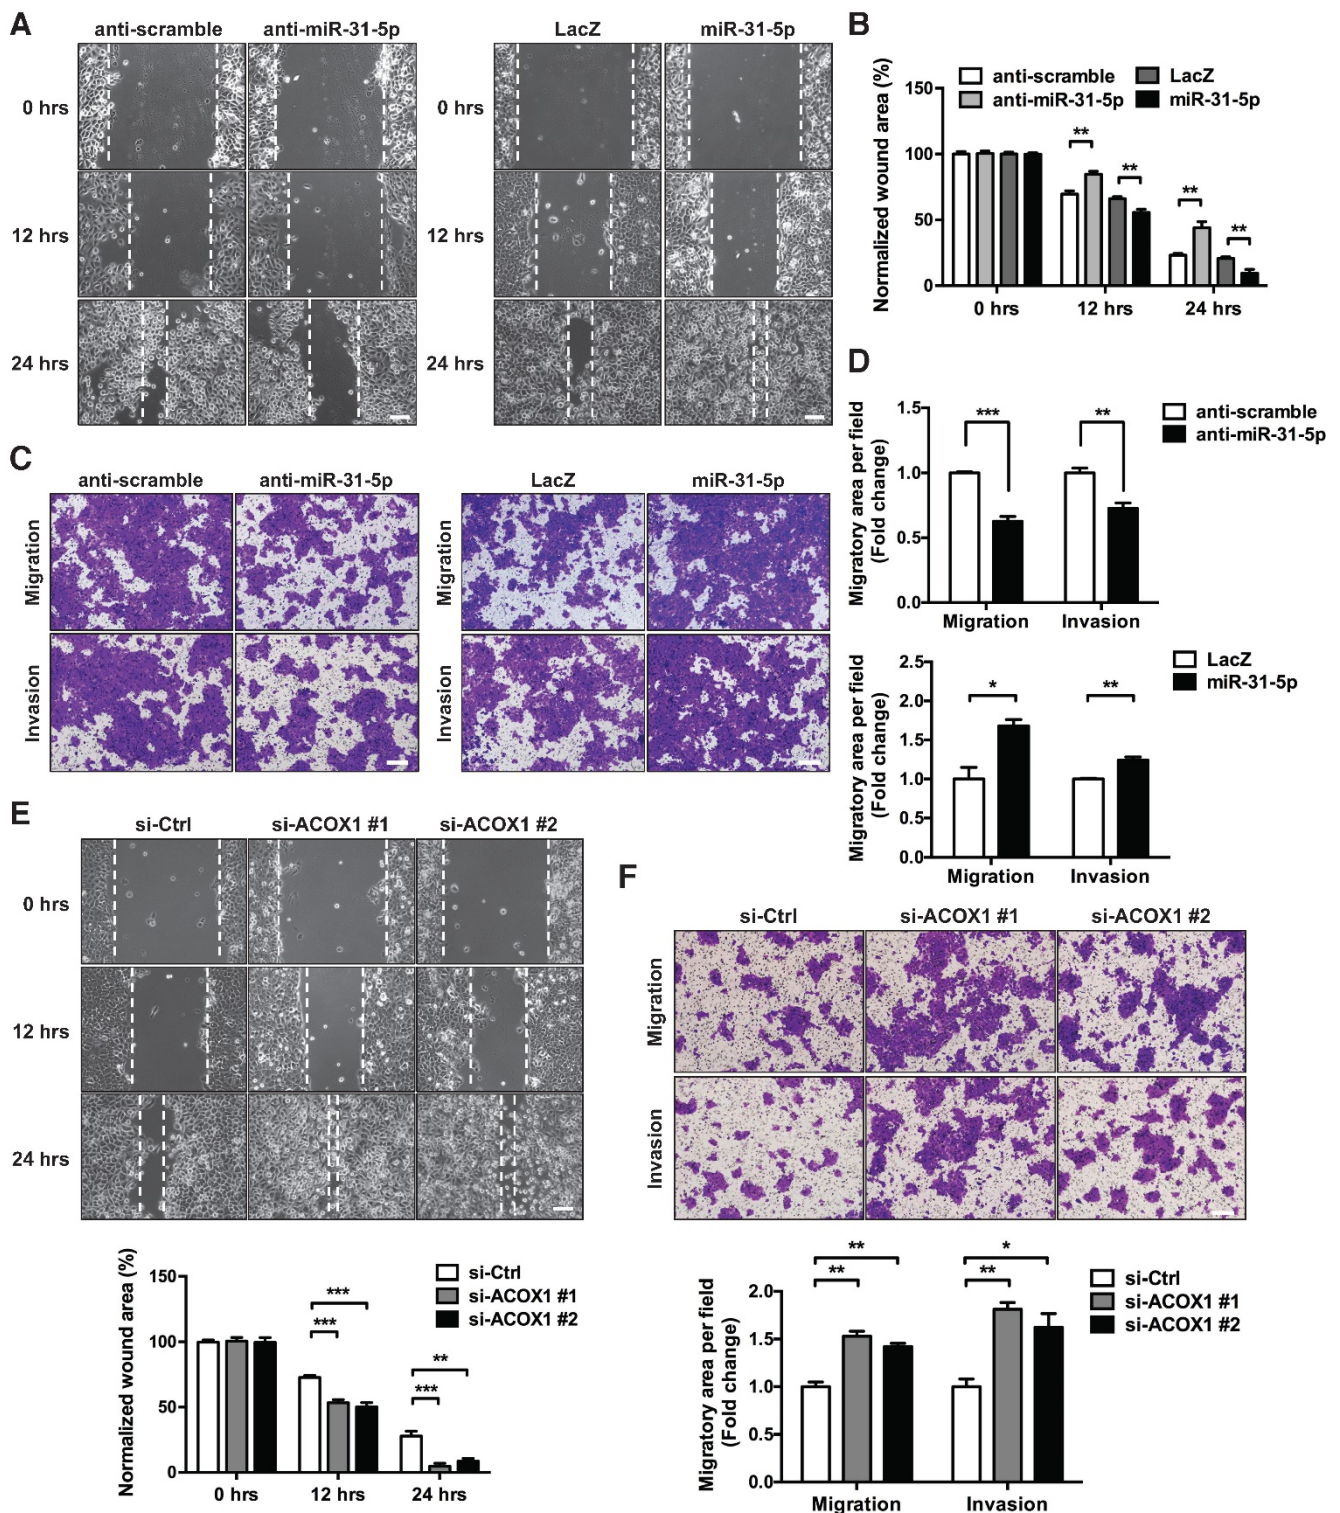 A
anti-scramble anti-miR-31-5p
LacZ miR-31-5p
0 hrs
0 hrs
12 hrs
12 hrs
24 hrs
24 hrs
B
anti-scramble LacZ
anti-miR-31-5p miR-31-5p
Normalized wound area (%)
150
100
50
0
** ** ** **
0 hrs 12 hrs 24 hrs
C
anti-scramble anti-miR-31-5p
LacZ miR-31-5p
Migration
Migration
Invasion
Invasion
D
anti-scramble
anti-miR-31-5p
Migratory area per field
(Fold change)
1.5
1.0
0.5
0.0
*** **
Migration Invasion
LacZ
miR-31-5p
Migratory area per field
(Fold change)
2.5
2.0
1.5
1.0
0.5
0.0
* **
Migration Invasion
E
si-Ctrl si-ACOX1 #1 si-ACOX1 #2
0 hrs
12 hrs
24 hrs
si-Ctrl
si-ACOX1 #1
si-ACOX1 #2
Normalized wound area (%)
150
100
50
0
***
***
**
***
0 hrs 12 hrs 24 hrs
F
si-Ctrl si-ACOX1 #1 si-ACOX1 #2
Migration
Invasion
si-Ctrl
si-ACOX1 #1
si-ACOX1 #2
Migratory area per field
(Fold change)
2.0
1.5
1.0
0.5
0.0
** *
** **
Migration Invasion